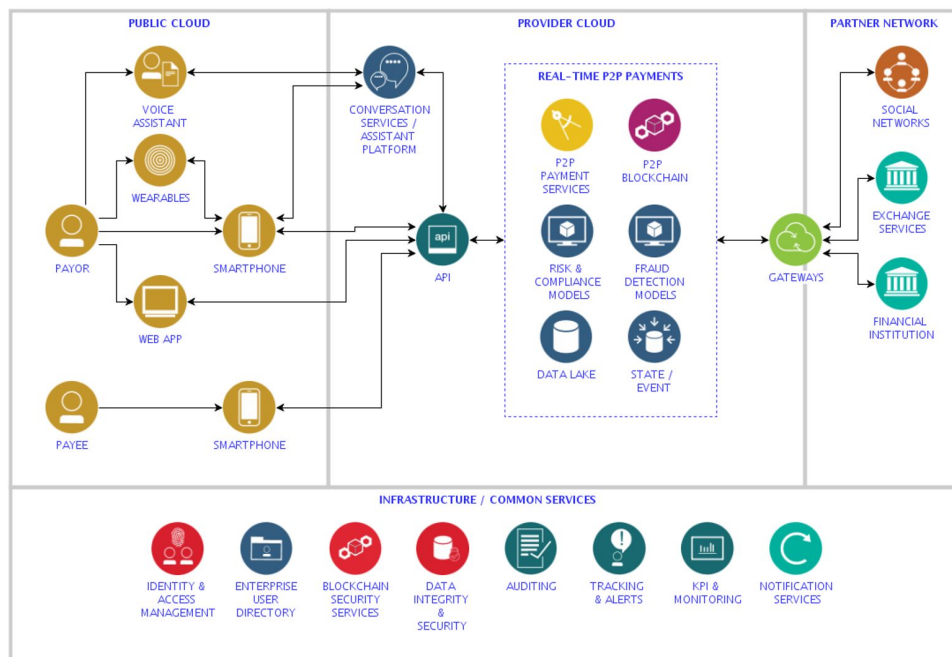 PUBLIC CLOUD
PROVIDER CLOUD
PARTNER NETWORK
VOICE
ASSISTANT
CONVERSATION
SERVICES /
ASSISTANT
PLATFORM
REAL-TIME P2P PAYMENTS
SOCIAL
NETWORKS
P2P
PAYMENT
SERVICES
P2P
BLOCKCHAIN
WEARABLES
EXCHANGE
SERVICES
PAYOR
SMARTPHONE
api
API
RISK &
COMPLIANCE
MODELS
FRAUD
DETECTION
MODELS
GATEWAYS
FINANCIAL
INSTITUTION
WEB APP
DATA LAKE
STATE /
EVENT
PAYEE
SMARTPHONE
INFRASTRUCTURE / COMMON SERVICES
IDENTITY &
ACCESS
MANAGEMENT
ENTERPRISE
USER
DIRECTORY
BLOCKCHAIN
SECURITY
SERVICES
DATA
INTEGRITY
&
SECURITY
AUDITING
TRACKING
& ALERTS
KPI &
MONITORING
NOTIFICATION
SERVICES